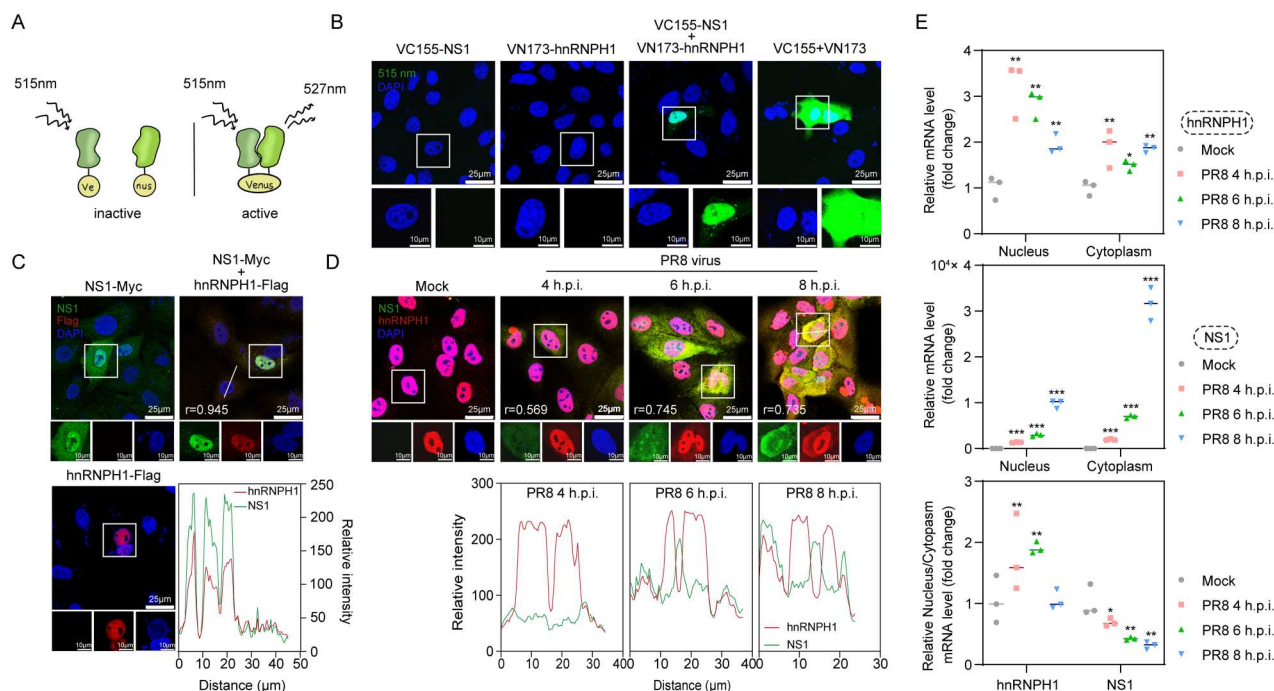 A
515nm
515nm
527nm
Ve
nus
Venus
inactive
active
B
VC155-NS1
VN173-hnRNPH1
VC155-NS1
+
VN173-hnRNPH1
VC155+VN173
515 nm
DAPI
25μm
25μm
25μm
25μm
10μm
10μm
10μm
10μm
10μm
10μm
10μm
10μm
C
NS1-Myc
NS1-Myc
+
hnRNPH1-Flag
NS1
Flag
DAPI
25μm
r=0.945
25μm
10μm
10μm
10μm
10μm
10μm
10μm
hnRNPH1-Flag
25μm
10μm
10μm
10μm
hnRNPH1
NS1
250
200
150
100
50
0
Relative intensity
0
10
20
30
40
50
Distance (μm)
D
PR8 virus
Mock
4 h.p.i.
6 h.p.i.
8 h.p.i.
NS1
hnRNPH1
DAPI
25μm
r=0.569
25μm
r=0.745
25μm
r=0.735
25μm
10μm
10μm
10μm
10μm
10μm
10μm
10μm
10μm
10μm
10μm
10μm
10μm
Relative intensity
300
200
100
0
PR8 4 h.p.i.
PR8 6 h.p.i.
PR8 8 h.p.i.
hnRNPH1
NS1
0
10
20
30
40
0
10
20
30
40
0
10
20
30
Distance (μm)
E
Relative mRNA level
(fold change)
4
3
2
1
0
**
**
**
**
*
**
Nucleus
Cytoplasm
hnRNPH1
Mock
PR8 4 h.p.i.
PR8 6 h.p.i.
PR8 8 h.p.i.
Relative mRNA level
(fold change)
10⁴×
4
3
2
1
0
***
***
***
***
***
***
Nucleus
Cytoplasm
NS1
Mock
PR8 4 h.p.i.
PR8 6 h.p.i.
PR8 8 h.p.i.
Relative Nucleus/Cytopasm
mRNA level (fold change)
3
2
1
0
**
**
*
**
**
hnRNPH1
NS1
Mock
PR8 4 h.p.i.
PR8 6 h.p.i.
PR8 8 h.p.i.